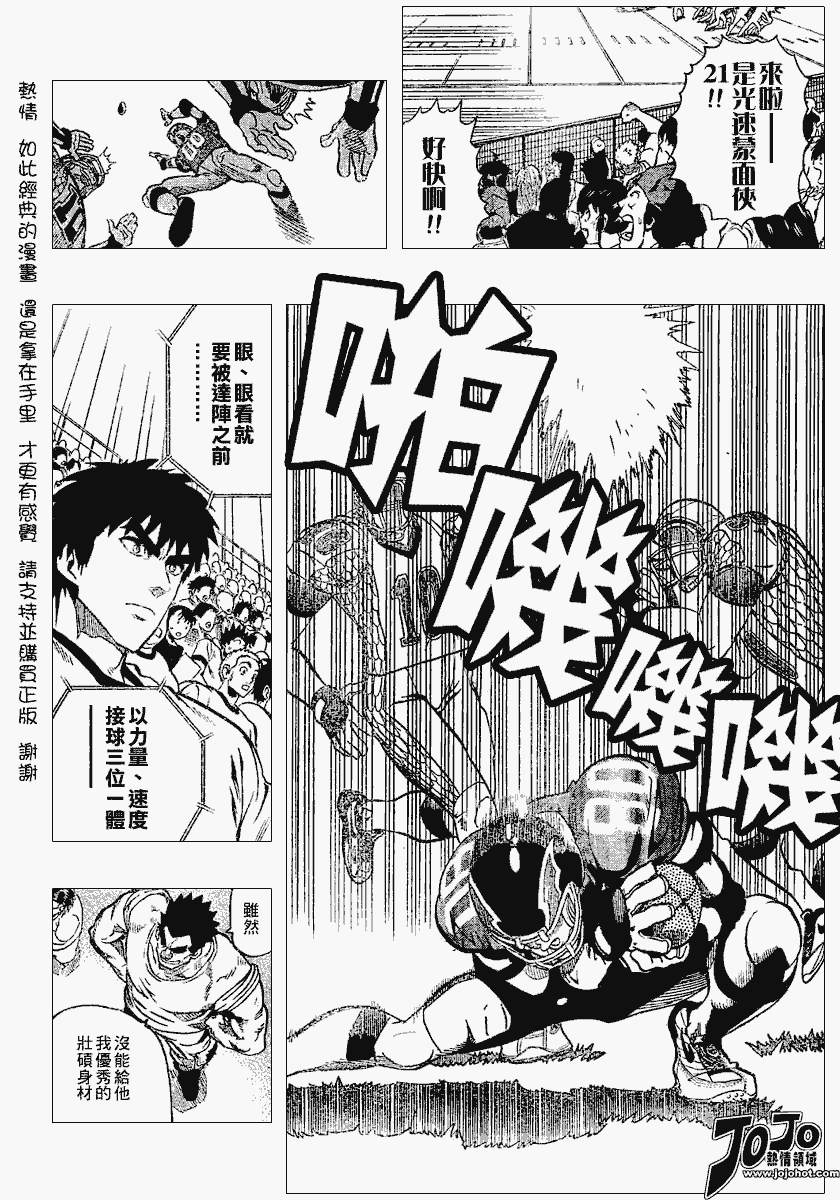 來啦——
是光速蒙面俠
21!!
好快啊!!
啪
嘰
嘰
嘰
眼、眼看就
要被達陣之前
…………
以力量、速度
接球三位一體
——
雖然
沒能給他
我優秀的
壯碩身材
熱情 如此經典的漫畫 還是拿在手里 才更有感覺 請支持並購買正版 謝謝
JOJO
熱情領域
www.jojohot.com